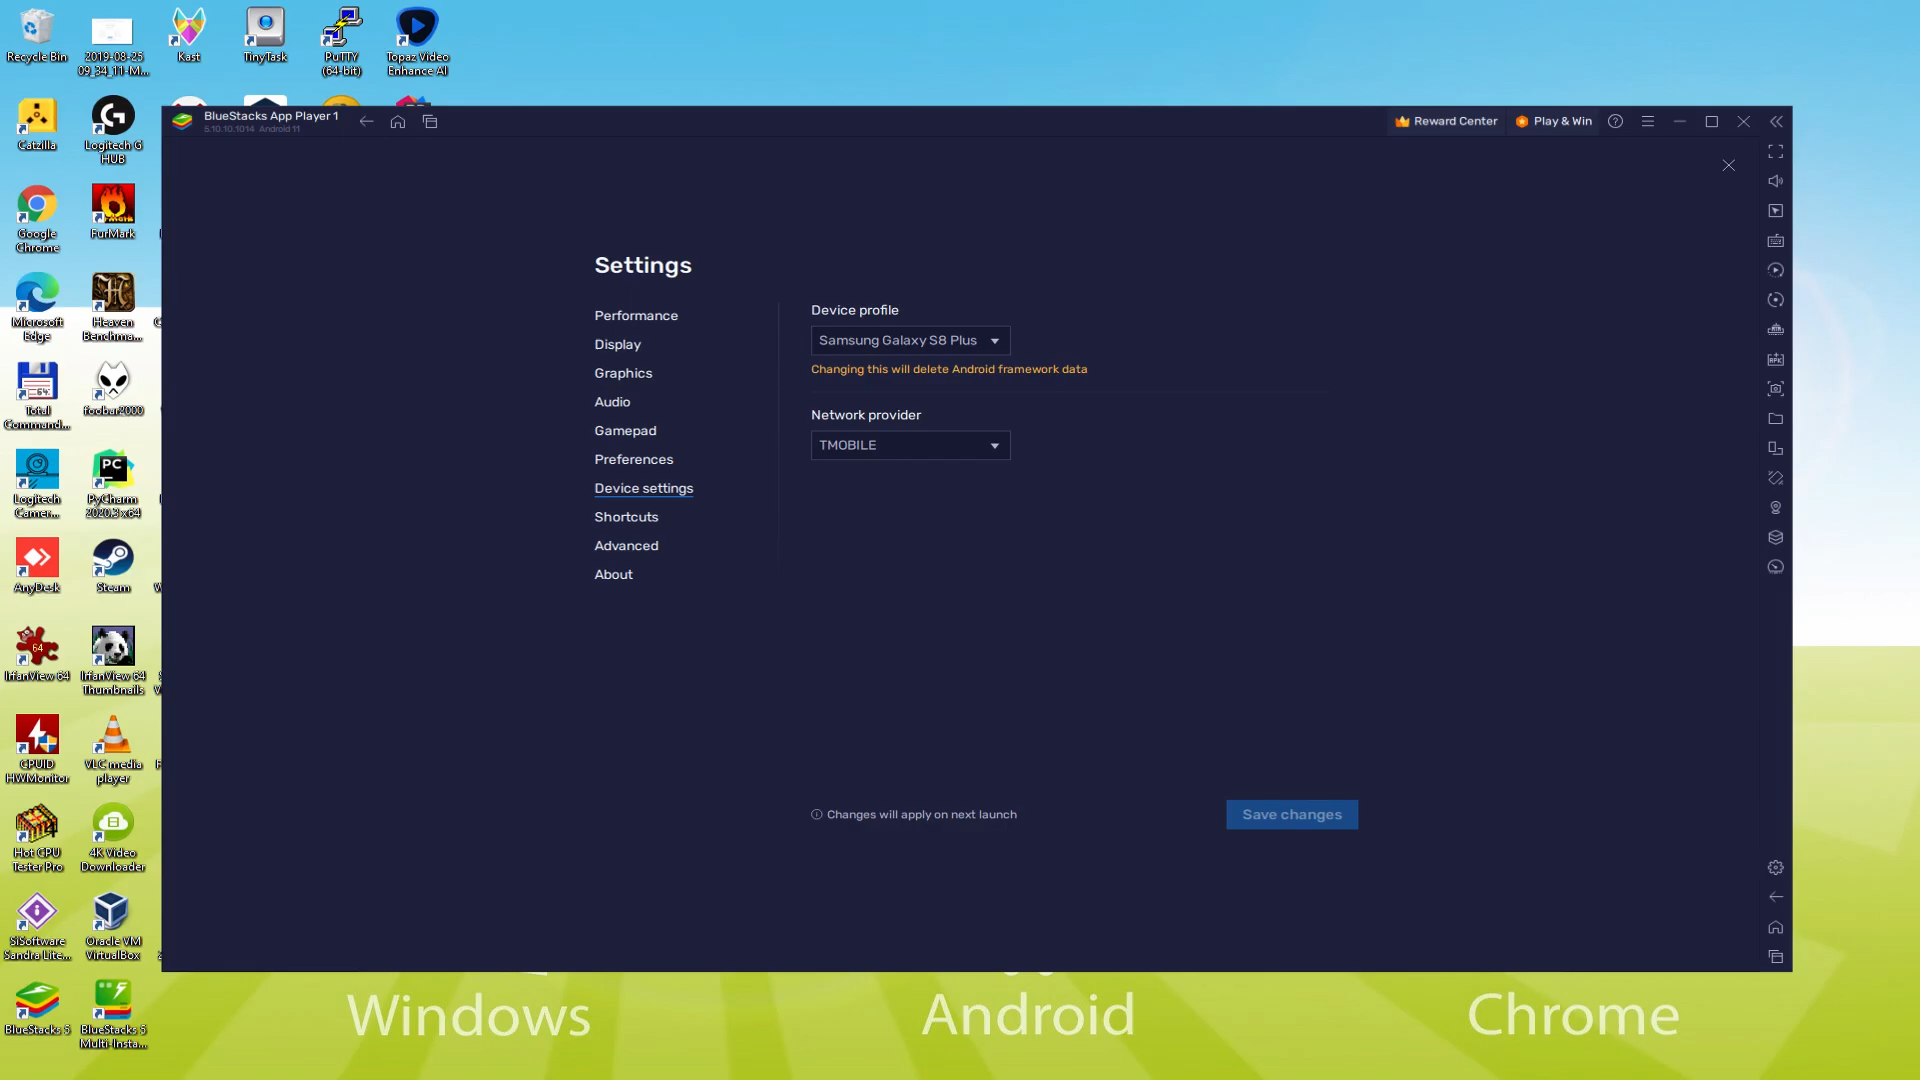 Recycle Bin
2019-08-25
09_34_11-M...
Kast
TinyTask
PuTTY
(64-bit)
Topaz Video
Enhance AI
Catzilla
Logitech G
HUB
Google
Chrome
FurMark
Microsoft
Edge
Heaven
Benchma...
Total
Command...
foobar2000
Logitech
Camer...
PyCharm
2020.3 x64
AnyDesk
Steam
IrfanView 64
IrfanView 64
Thumbnails
CPUID
HWMonitor
VLC media
player
Hot CPU
Tester Pro
4K Video
Downloader
SiSoftware
Sandra Lite...
Oracle VM
VirtualBox
BlueStacks 5
BlueStacks 5
Multi-Insta...
BlueStacks App Player 1
5.10.10.1014 Android 11
Reward Center
Play & Win
Settings
Performance
Display
Graphics
Audio
Gamepad
Preferences
Device settings
Shortcuts
Advanced
About
Device profile
Samsung Galaxy S8 Plus
Changing this will delete Android framework data
Network provider
TMOBILE
Changes will apply on next launch
Save changes
Windows
Android
Chrome